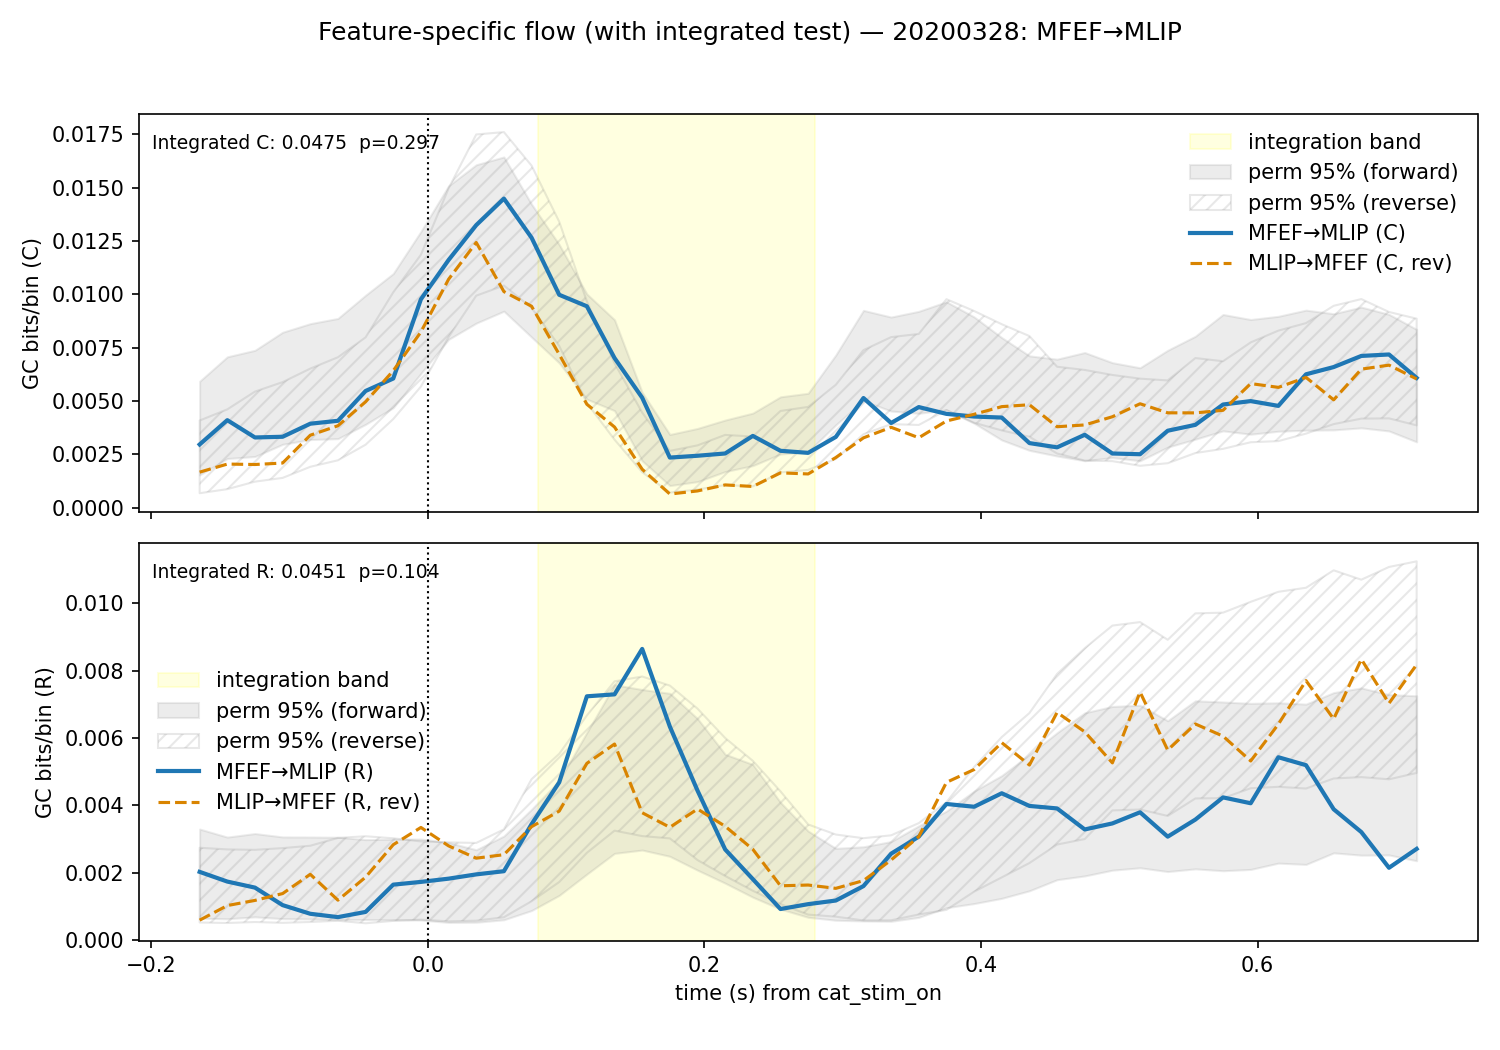 Feature-specific flow (with integrated test) — 20200328: MFEF→MLIP
Integrated C: 0.0475  p=0.297
integration band
perm 95% (forward)
perm 95% (reverse)
MFEF→MLIP (C)
MLIP→MFEF (C, rev)
GC bits/bin (C)
0.0175
0.0150
0.0125
0.0100
0.0075
0.0050
0.0025
0.0000
Integrated R: 0.0451  p=0.104
integration band
perm 95% (forward)
perm 95% (reverse)
MFEF→MLIP (R)
MLIP→MFEF (R, rev)
GC bits/bin (R)
0.010
0.008
0.006
0.004
0.002
0.000
−0.2 0.0 0.2 0.4 0.6
time (s) from cat_stim_on